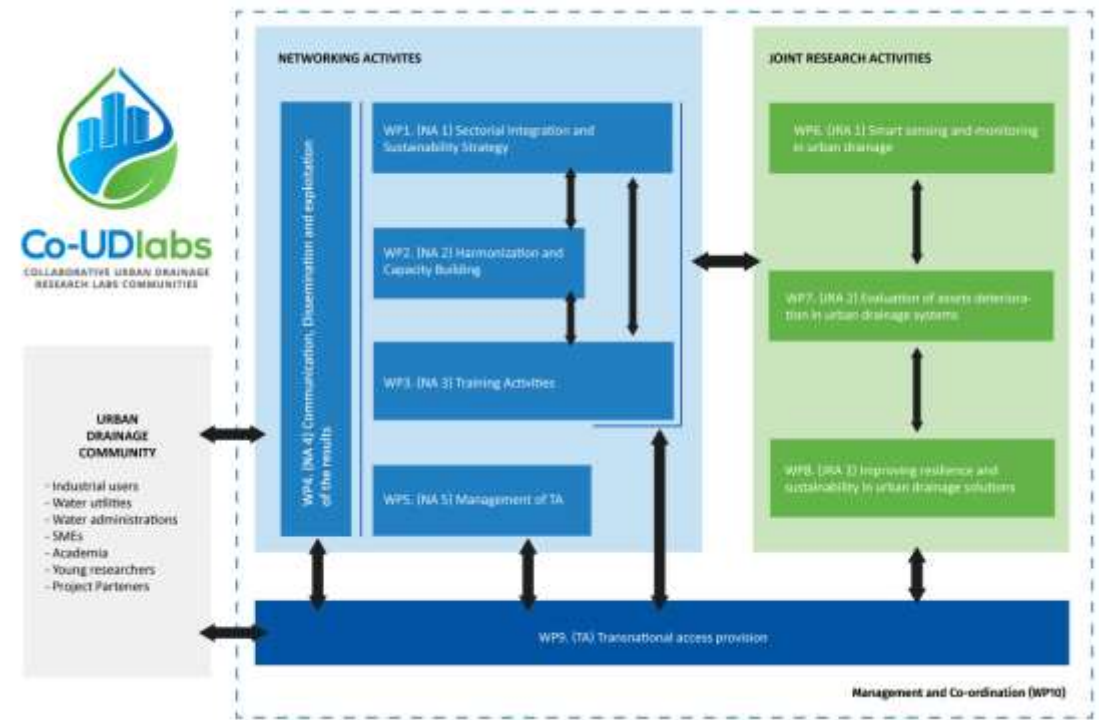 Co-UDlabs
COLLABORATIVE URBAN DRAINAGE
RESEARCH LABS COMMUNITIES
URBAN
DRAINAGE
COMMUNITY
- Industrial users
- Water utilities
- Water administrations
- SMEs
- Academia
- Young researchers
- Project Parteners
NETWORKING ACTIVITES
WP4. (NA 4) Communication, Dissemination and exploitation
of the results
WP1. (NA 1) Sectorial Integration and
Sustainability Strategy
WP2. (NA 2) Harmonization and
Capacity Building
WP3. (NA 3) Training Activities
WP5. (NA 5) Management of TA
JOINT RESEARCH ACTIVITIES
WP6. (JRA 1) Smart sensing and monitoring
in urban drainage
WP7. (JRA 2) Evaluation of assets deteriora-
tion in urban drainage systems
WP8. (JRA 3) Improving resilience and
sustainability in urban drainage solutions
WP9. (TA) Transnational access provision
Management and Co-ordination (WP10)